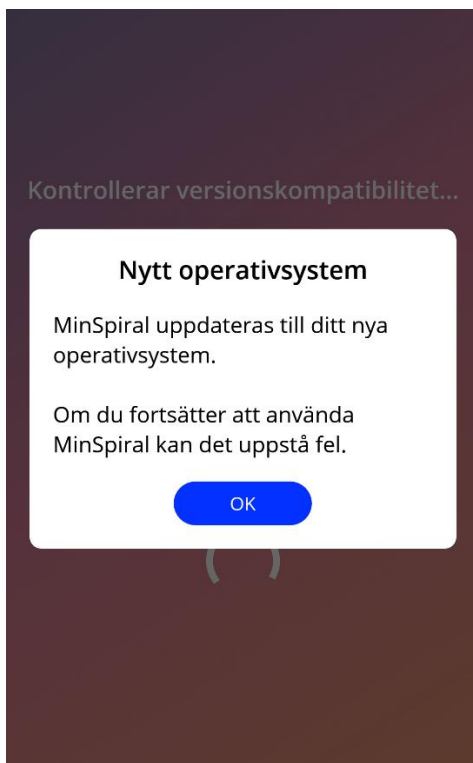 Kontrollerar versionskompatibilitet...
Nytt operativsystem
MinSpiral uppdateras till ditt nya
operativsystem.
Om du fortsätter att använda
MinSpiral kan det uppstå fel.
OK